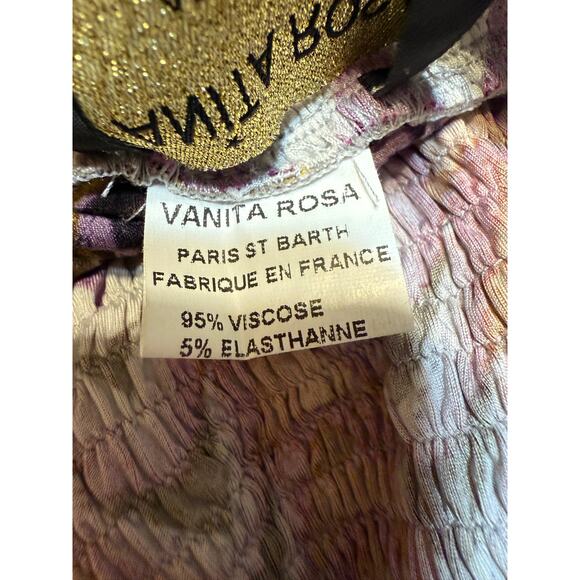 VANITA ROSA
PARIS ST BARTH
FABRIQUE EN FRANCE
95% VISCOSE
5% ELASTHANNE